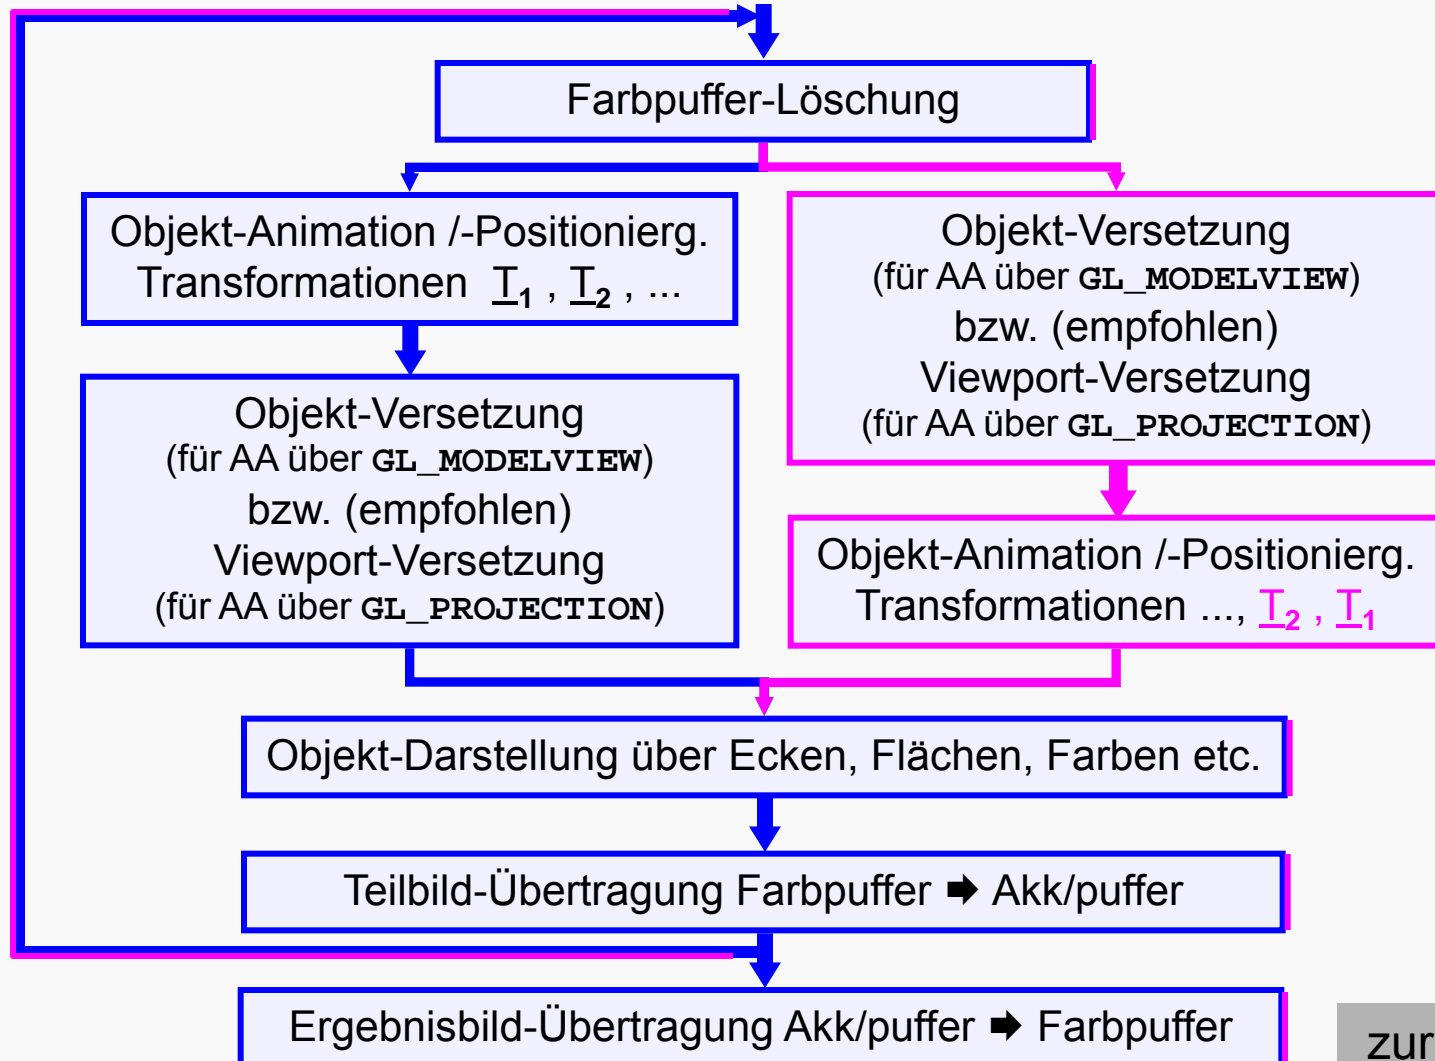 Farbpuffer-Löschung
Objekt-Animation /-Positionierg.
Transformationen T1 , T2 , ...
Objekt-Versetzung
(für AA über GL_MODELVIEW)
bzw. (empfohlen)
Viewport-Versetzung
(für AA über GL_PROJECTION)
Objekt-Versetzung
(für AA über GL_MODELVIEW)
bzw. (empfohlen)
Viewport-Versetzung
(für AA über GL_PROJECTION)
Objekt-Animation /-Positionierg.
Transformationen ..., T2 , T1
Objekt-Darstellung über Ecken, Flächen, Farben etc.
Teilbild-Übertragung Farbpuffer ➡ Akk/puffer
Ergebnisbild-Übertragung Akk/puffer ➡ Farbpuffer
zur